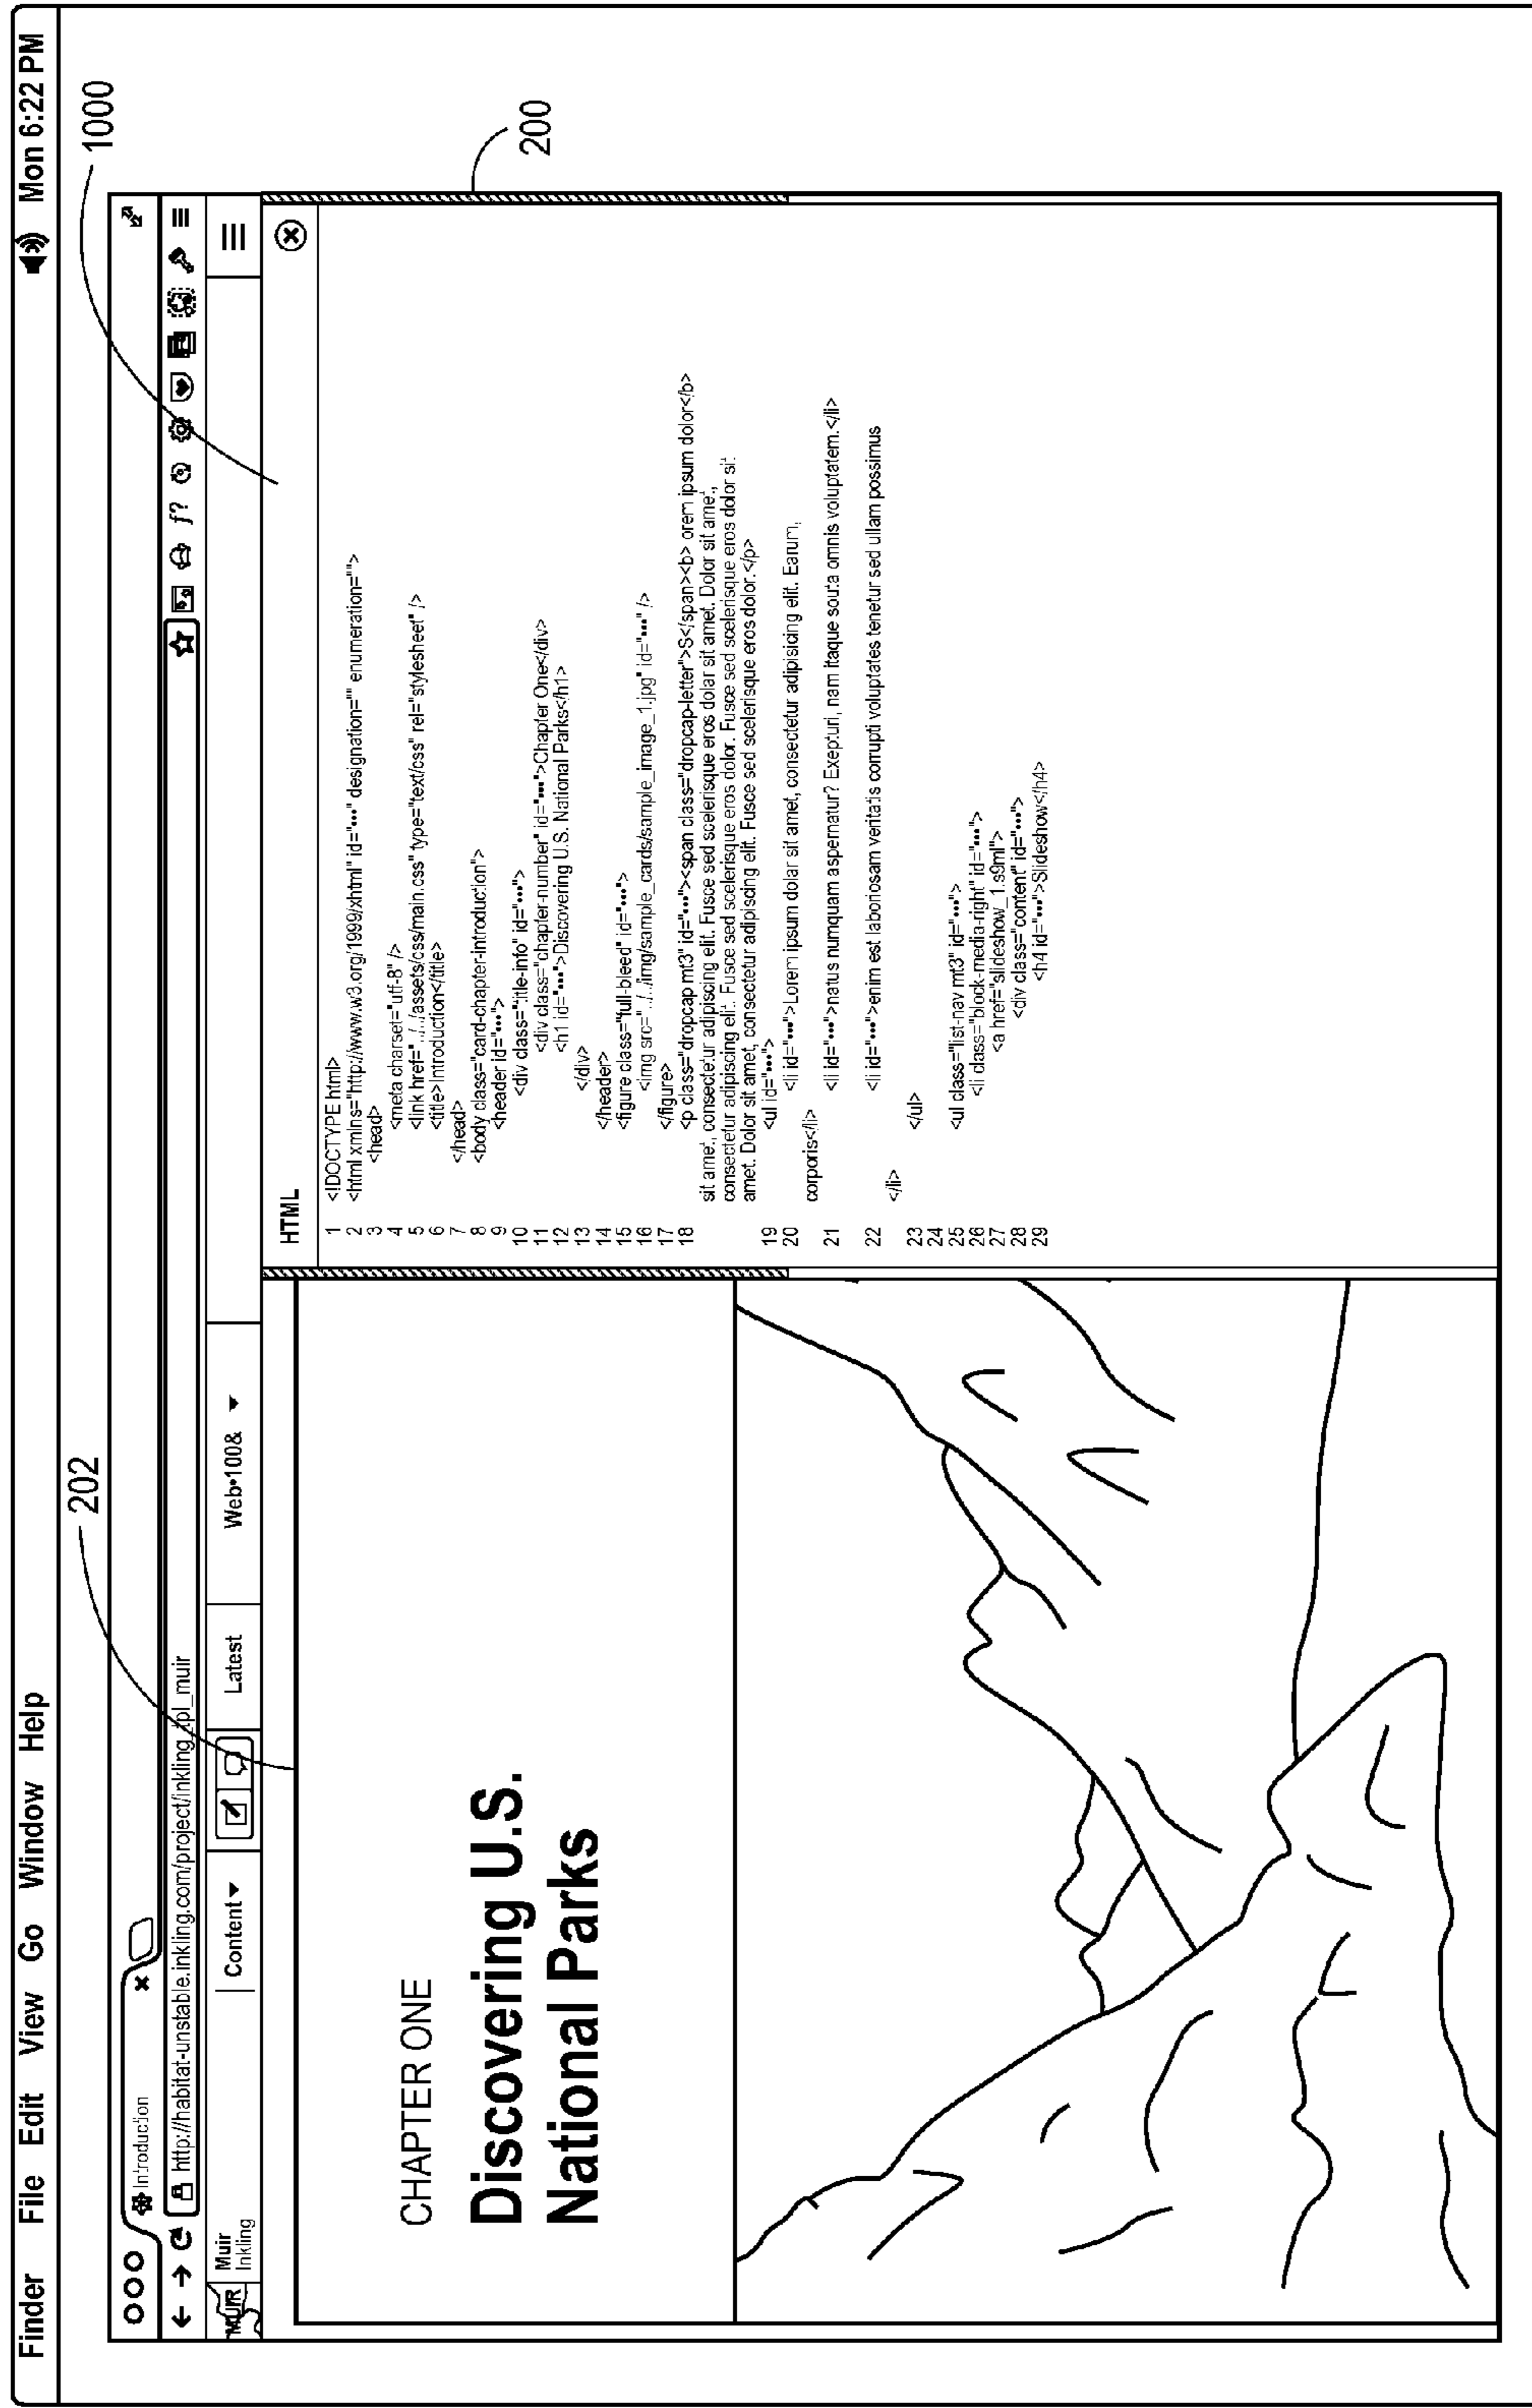 Finder File Edit View Go Window Help Mon 6:22 PM
202
1000
Introduction
http://habitat-unstable.inkling.com/project/inkling_tpl_muir
f?
MUIR
Muir
Inkling
Content
Latest
Web•100&
CHAPTER ONE
Discovering U.S.
National Parks
HTML
1 <!DOCTYPE html>
2 <html xmlns="http://www.w3.org/1999/xhtml" id="•••" designation="" enumeration="">
3 <head>
4 <meta charset="utf-8" />
5 <link href="../../assets/css/main.css" type="text/css" rel="stylesheet" />
6 <title>Introduction</title>
7 </head>
8 <body class="card-chapter-introduction">
9 <header id="•••">
10 <div class="title-info" id="•••">
11 <div class="chapter-number" id="•••">Chapter One</div>
12 <h1 id="•••">Discovering U.S. National Parks</h1>
13 </div>
14 </header>
15 <figure class="full-bleed" id="•••">
16 <img src="../../img/sample_cards/sample_image_1.jpg" id="•••" />
17 </figure>
18 <p class="dropcap mt3" id="•••"><span class="dropcap-letter">S</span><b> orem ipsum dolor</b>
sit amet, consectetur adipiscing elit. Fusce sed scelerisque eros dolar sit amet. Dolor sit amet,
consectetur adipiscing elit. Fusce sed scelerisque eros dolor. Fusce sed scelerisque eros dolor sit
amet. Dolor sit amet, consectetur adipiscing elit. Fusce sed scelerisque eros dolor.</p>
19 <ul id="•••">
20 <li id="•••">Lorem ipsum dolar sit amet, consectetur adipisicing elit. Earum,
corporis</li>
21 <li id="•••">natus numquam aspernatur? Exepturi, nam itaque souta omnis voluptatem.</li>
22 <li id="•••">enim est laboriosam veritatis corrupti voluptates tenetur sed ullam possimus
</li>
23 </ul>
24
25 <ul class="list-nav mt3" id="•••">
26 <li class="block-media-right" id="•••">
27 <a href="slideshow_1.s9ml">
28 <div class="content" id="•••">
29 <h4 id="•••">Slideshow</h4>
200